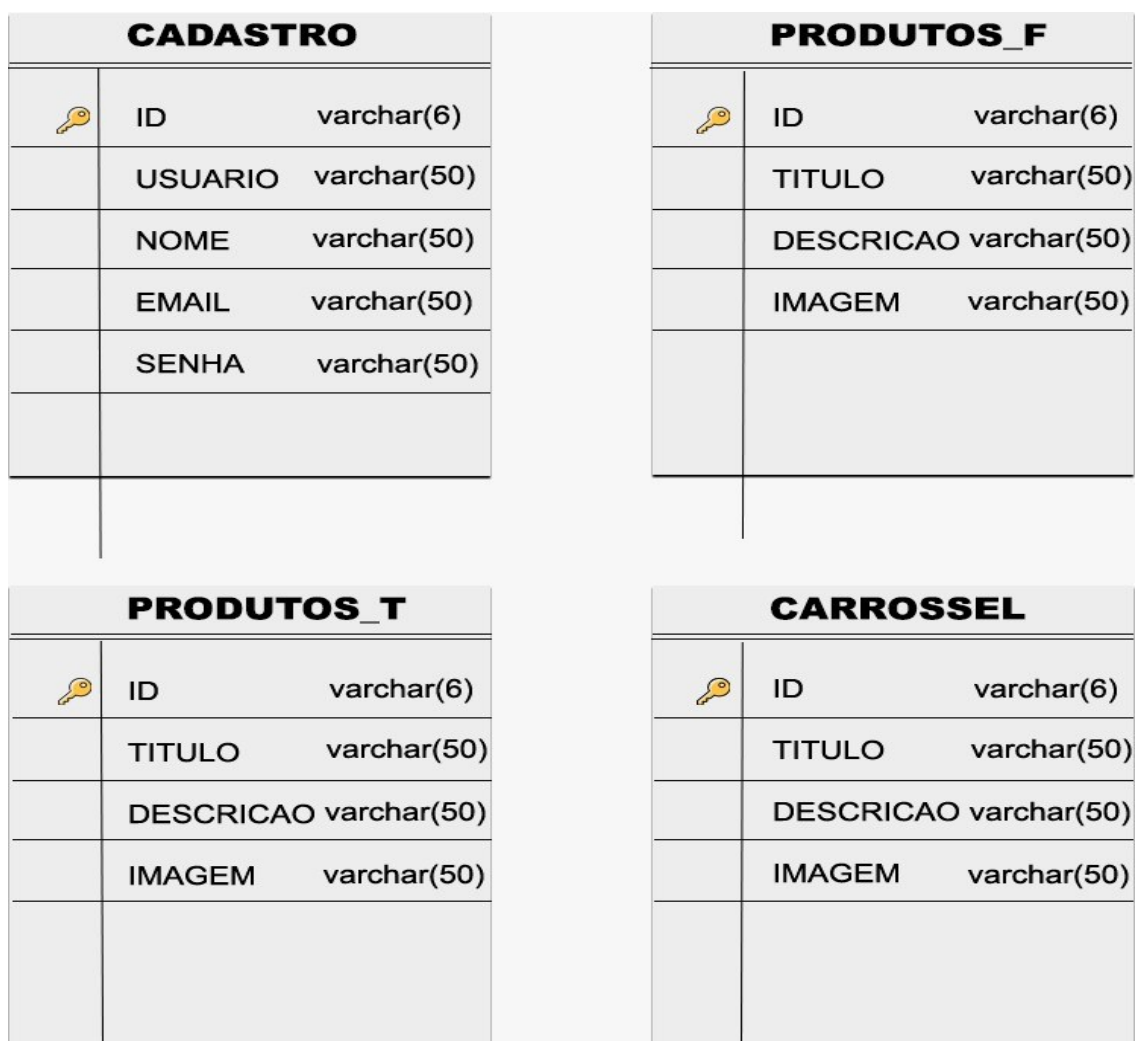 CADASTRO
ID varchar(6)
USUARIO varchar(50)
NOME varchar(50)
EMAIL varchar(50)
SENHA varchar(50)
PRODUTOS_F
ID varchar(6)
TITULO varchar(50)
DESCRICAO varchar(50)
IMAGEM varchar(50)
PRODUTOS_T
ID varchar(6)
TITULO varchar(50)
DESCRICAO varchar(50)
IMAGEM varchar(50)
CARROSSEL
ID varchar(6)
TITULO varchar(50)
DESCRICAO varchar(50)
IMAGEM varchar(50)